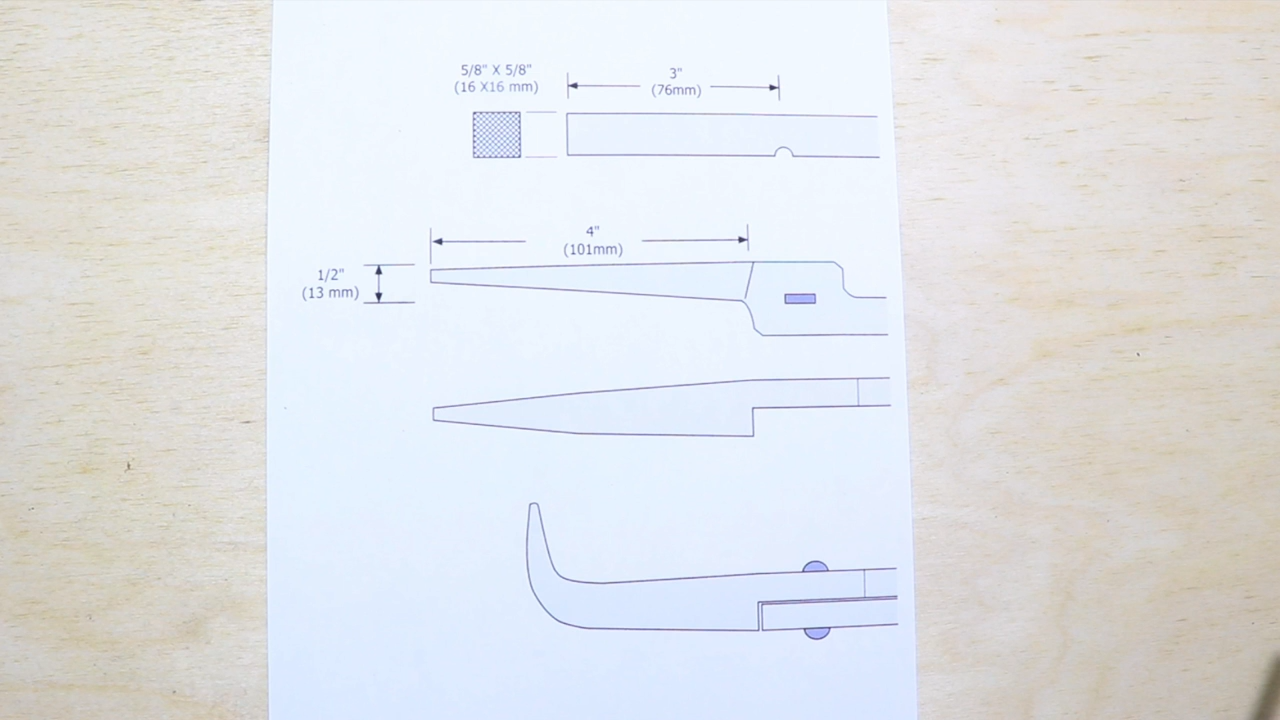 5/8" X 5/8"
(16 X16 mm)
3"
(76mm)
4"
(101mm)
1/2"
(13 mm)